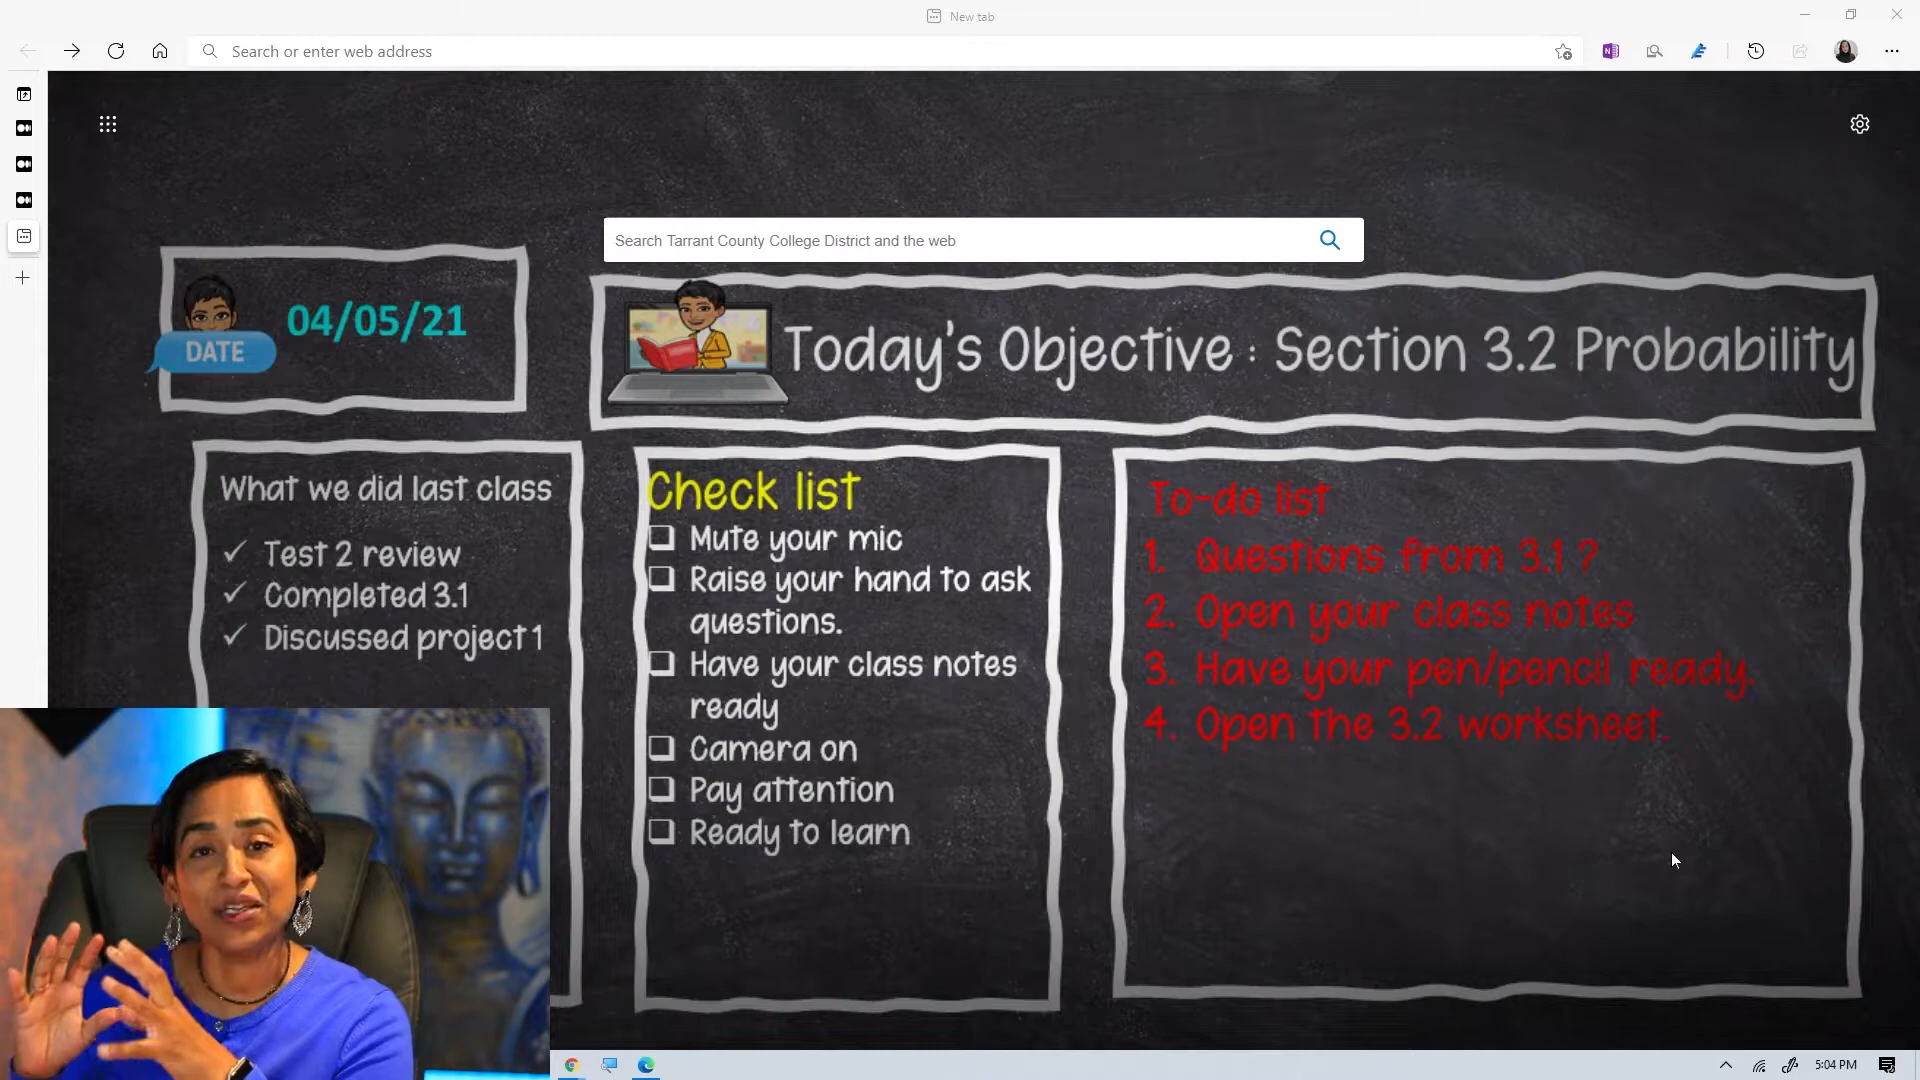 New tab
Search or enter web address
Search Tarrant County College District and the web
DATE
04/05/21
Today's Objective : Section 3.2 Probability
What we did last class
✓ Test 2 review
✓ Completed 3.1
✓ Discussed project 1
Check list
❑ Mute your mic
❑ Raise your hand to ask
questions.
❑ Have your class notes
ready
❑ Camera on
❑ Pay attention
❑ Ready to learn
To-do list
1. Questions from 3.1 ?
2. Open your class notes
3. Have your pen/pencil ready.
4. Open the 3.2 worksheet.
5:04 PM